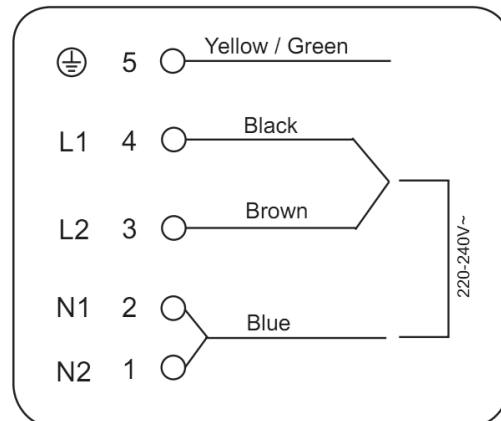 5 Yellow / Green
L1 4 Black
L2 3 Brown
220-240V~
N1 2
Blue
N2 1